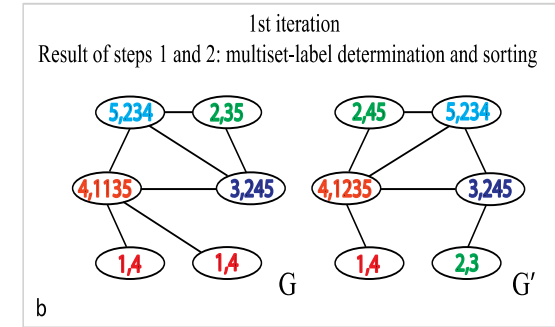 1st iteration
Result of steps 1 and 2: multiset-label determination and sorting
5,234 2,35 2,45 5,234
4,1135 3,245 4,1235 3,245
1,4 1,4 G 1,4 2,3 G′
b